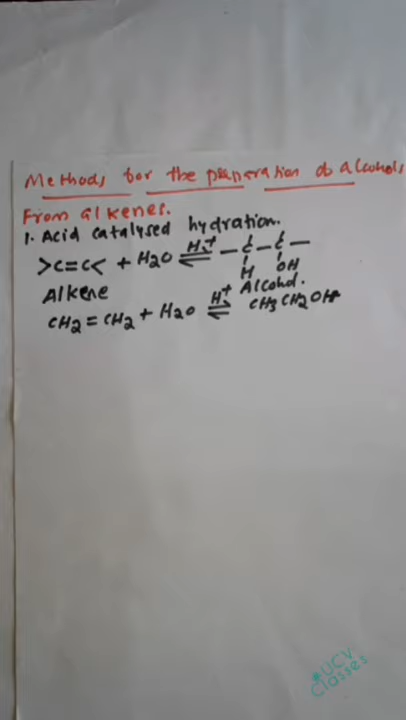 Methods for the preparation of alcohols
From alkenes.
1. Acid catalysed hydration.
>C=C< + H2O ⇌ H+ –C–C–
H OH
Alkene Alcohol.
CH2=CH2 + H2O ⇌ H+ CH3CH2OH
#UCV
Classes